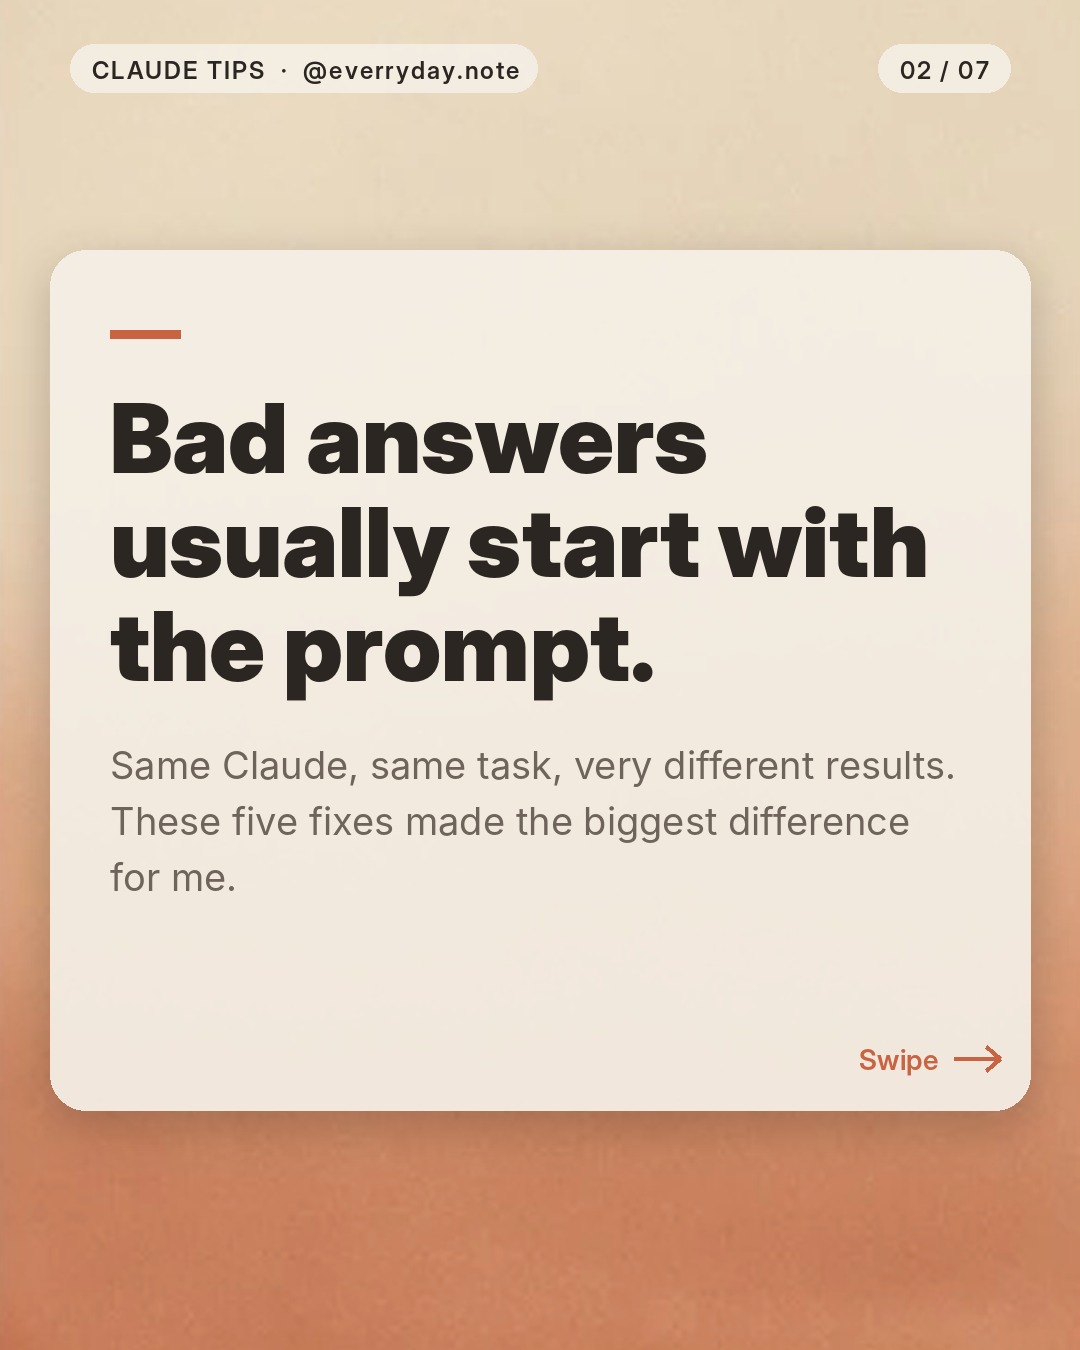 CLAUDE TIPS · @everryday.note
02 / 07
Bad answers
usually start with
the prompt.
Same Claude, same task, very different results.
These five fixes made the biggest difference
for me.
Swipe →